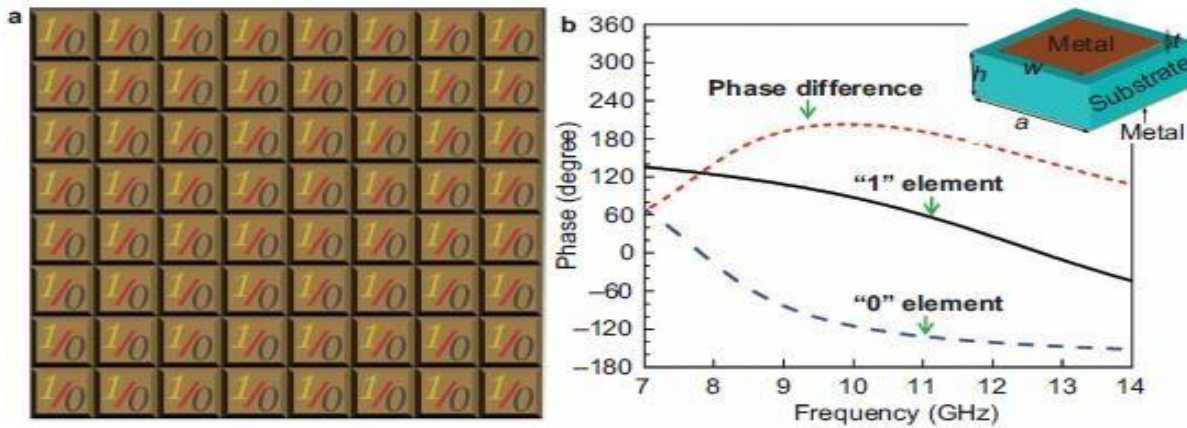 a
1/0 1/0 1/0 1/0 1/0 1/0 1/0 1/0
1/0 1/0 1/0 1/0 1/0 1/0 1/0 1/0
1/0 1/0 1/0 1/0 1/0 1/0 1/0 1/0
1/0 1/0 1/0 1/0 1/0 1/0 1/0 1/0
1/0 1/0 1/0 1/0 1/0 1/0 1/0 1/0
1/0 1/0 1/0 1/0 1/0 1/0 1/0 1/0
1/0 1/0 1/0 1/0 1/0 1/0 1/0 1/0
1/0 1/0 1/0 1/0 1/0 1/0 1/0 1/0
b
Phase (degree)
360
300
240
180
120
60
0
–60
–120
–180
Phase difference
“1” element
“0” element
7 8 9 10 11 12 13 14
Frequency (GHz)
Metal
t
w
h
Substrate
a
Metal